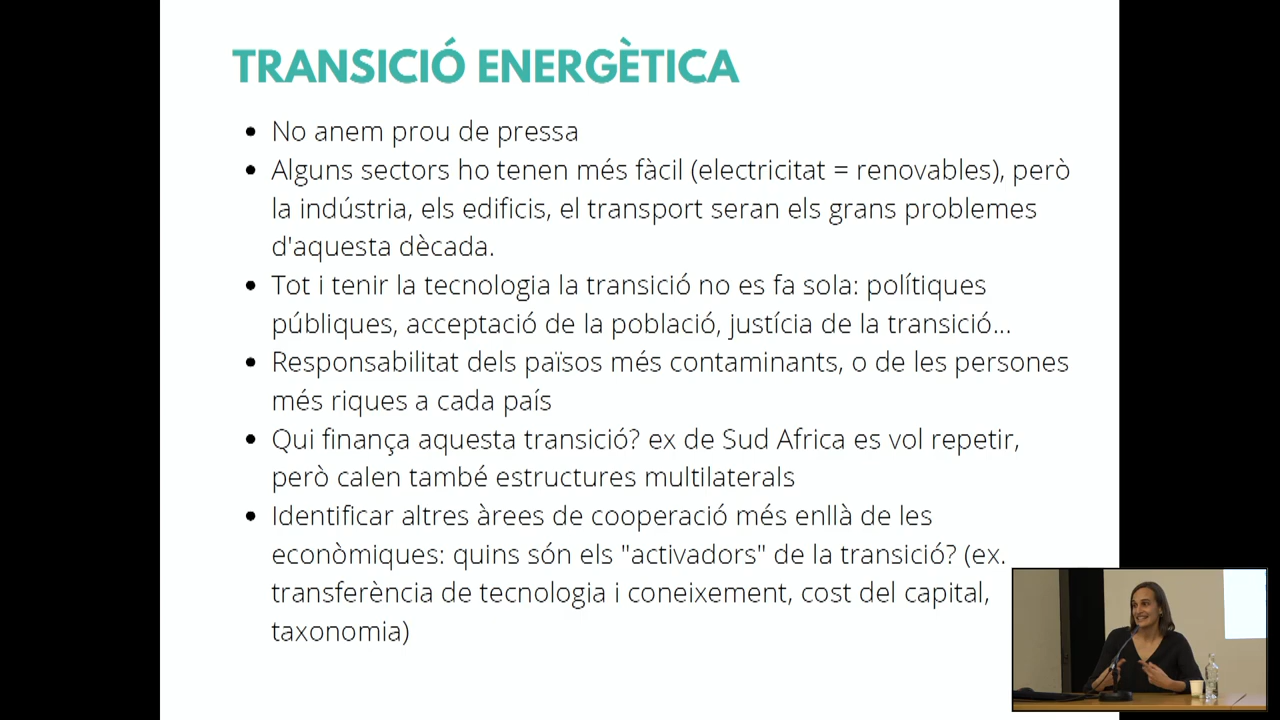 TRANSICIÓ ENERGÈTICA
• No anem prou de pressa
• Alguns sectors ho tenen més fàcil (electricitat = renovables), però
la indústria, els edificis, el transport seran els grans problemes
d'aquesta dècada.
• Tot i tenir la tecnologia la transició no es fa sola: polítiques
públiques, acceptació de la població, justícia de la transició...
• Responsabilitat dels països més contaminants, o de les persones
més riques a cada país
• Qui finança aquesta transició? ex de Sud Africa es vol repetir,
però calen també estructures multilaterals
• Identificar altres àrees de cooperació més enllà de les
econòmiques: quins són els "activadors" de la transició? (ex.
transferència de tecnologia i coneixement, cost del capital,
taxonomia)